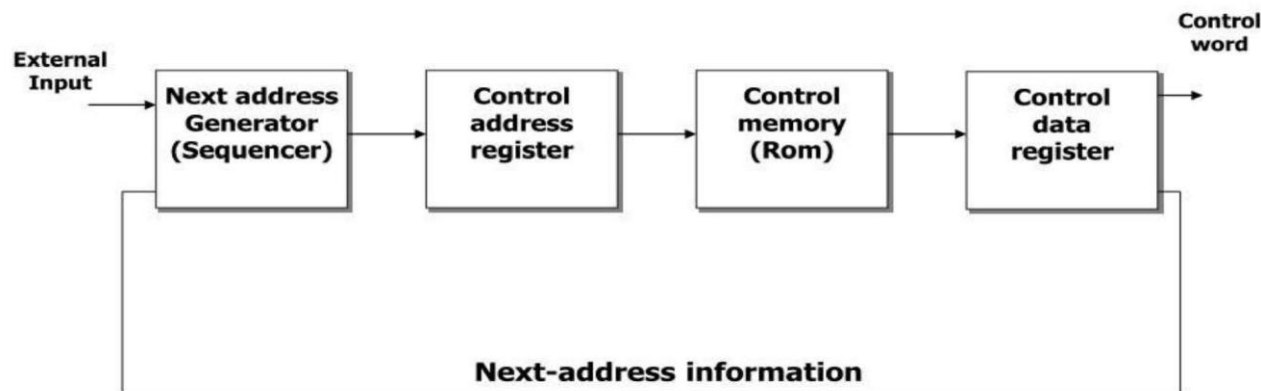 External
Input
Next address
Generator
(Sequencer)
Control
address
register
Control
memory
(Rom)
Control
data
register
Control
word
Next-address information